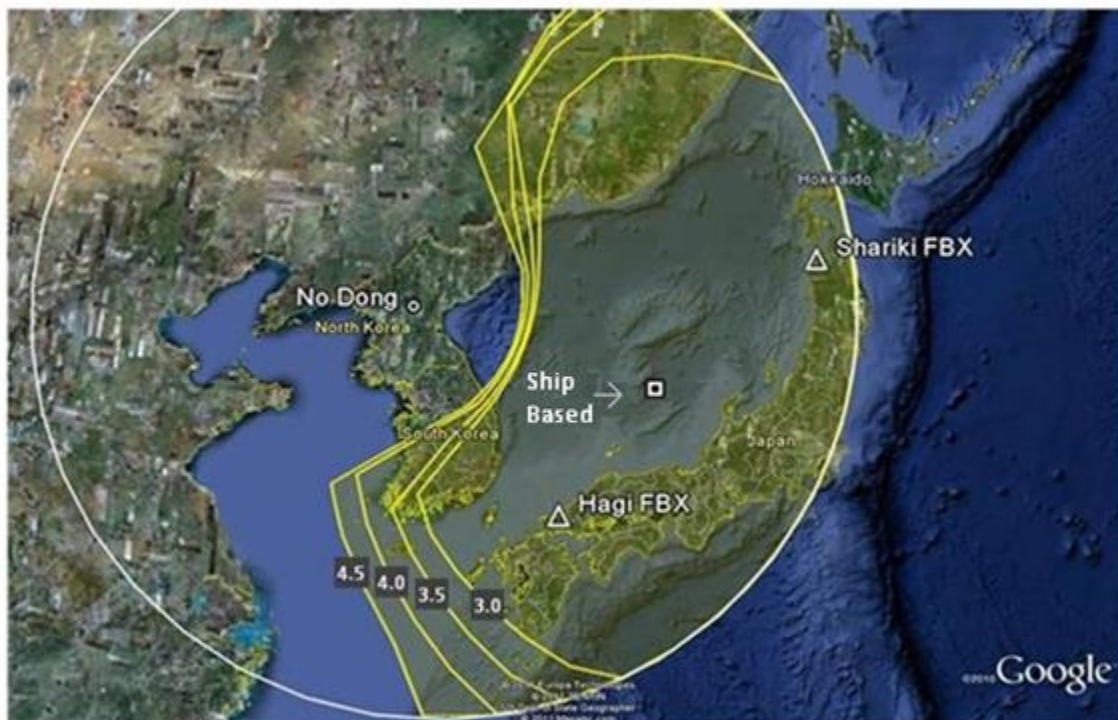 Hokkaido
Shariki FBX
No Dong
North Korea
Ship
Based
South Korea
Japan
Hagi FBX
4.5
4.0
3.5
3.0
©2010 Google